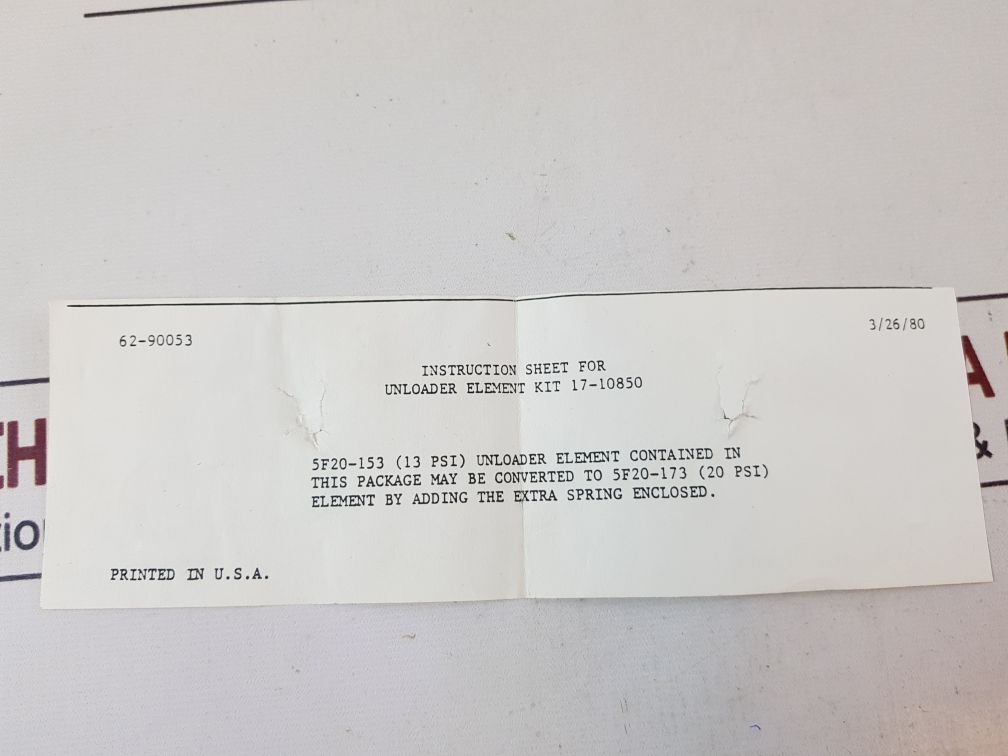 62-90053
3/26/80
INSTRUCTION SHEET FOR
UNLOADER ELEMENT KIT 17-10850
5F20-153 (13 PSI) UNLOADER ELEMENT CONTAINED IN
THIS PACKAGE MAY BE CONVERTED TO 5F20-173 (20 PSI)
ELEMENT BY ADDING THE EXTRA SPRING ENCLOSED.
PRINTED IN U.S.A.